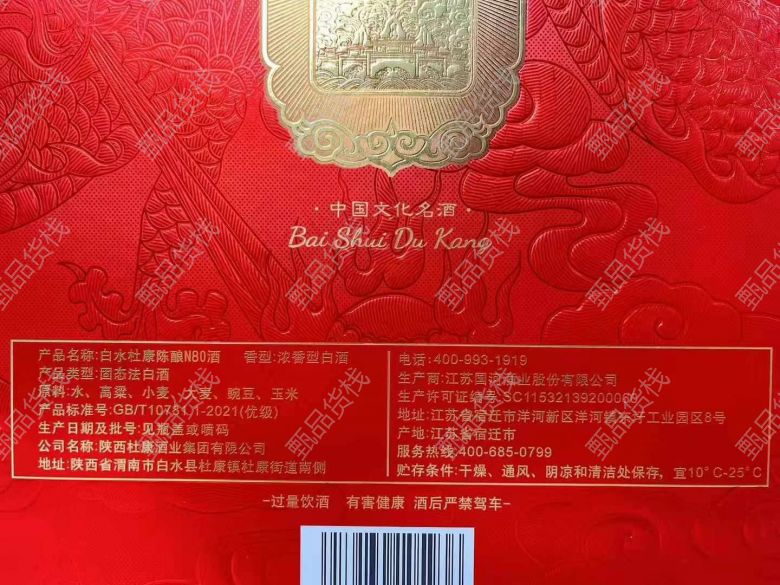 ·中国文化名酒·
Bai Shui Du Kang
产品名称:白水杜康陈酿N80酒 香型:浓香型白酒
产品类型:固态法白酒
原料:水、高粱、小麦、大麦、豌豆、玉米
产品标准号:GB/T10781.1-2021(优级)
生产日期及批号:见瓶盖或喷码
公司名称:陕西杜康酒业集团有限公司
地址:陕西省渭南市白水县杜康镇杜康街道南侧
电话:400-993-1919
生产商:江苏国河酒业股份有限公司
生产许可证编号:SC11532139200068
地址:江苏省宿迁市洋河新区洋河镇东圩工业园区8号
产地:江苏省宿迁市
服务热线:400-685-0799
贮存条件:干燥、通风、阴凉和清洁处保存,宜10°C-25°C
-过量饮酒 有害健康 酒后严禁驾车-
甄品货栈